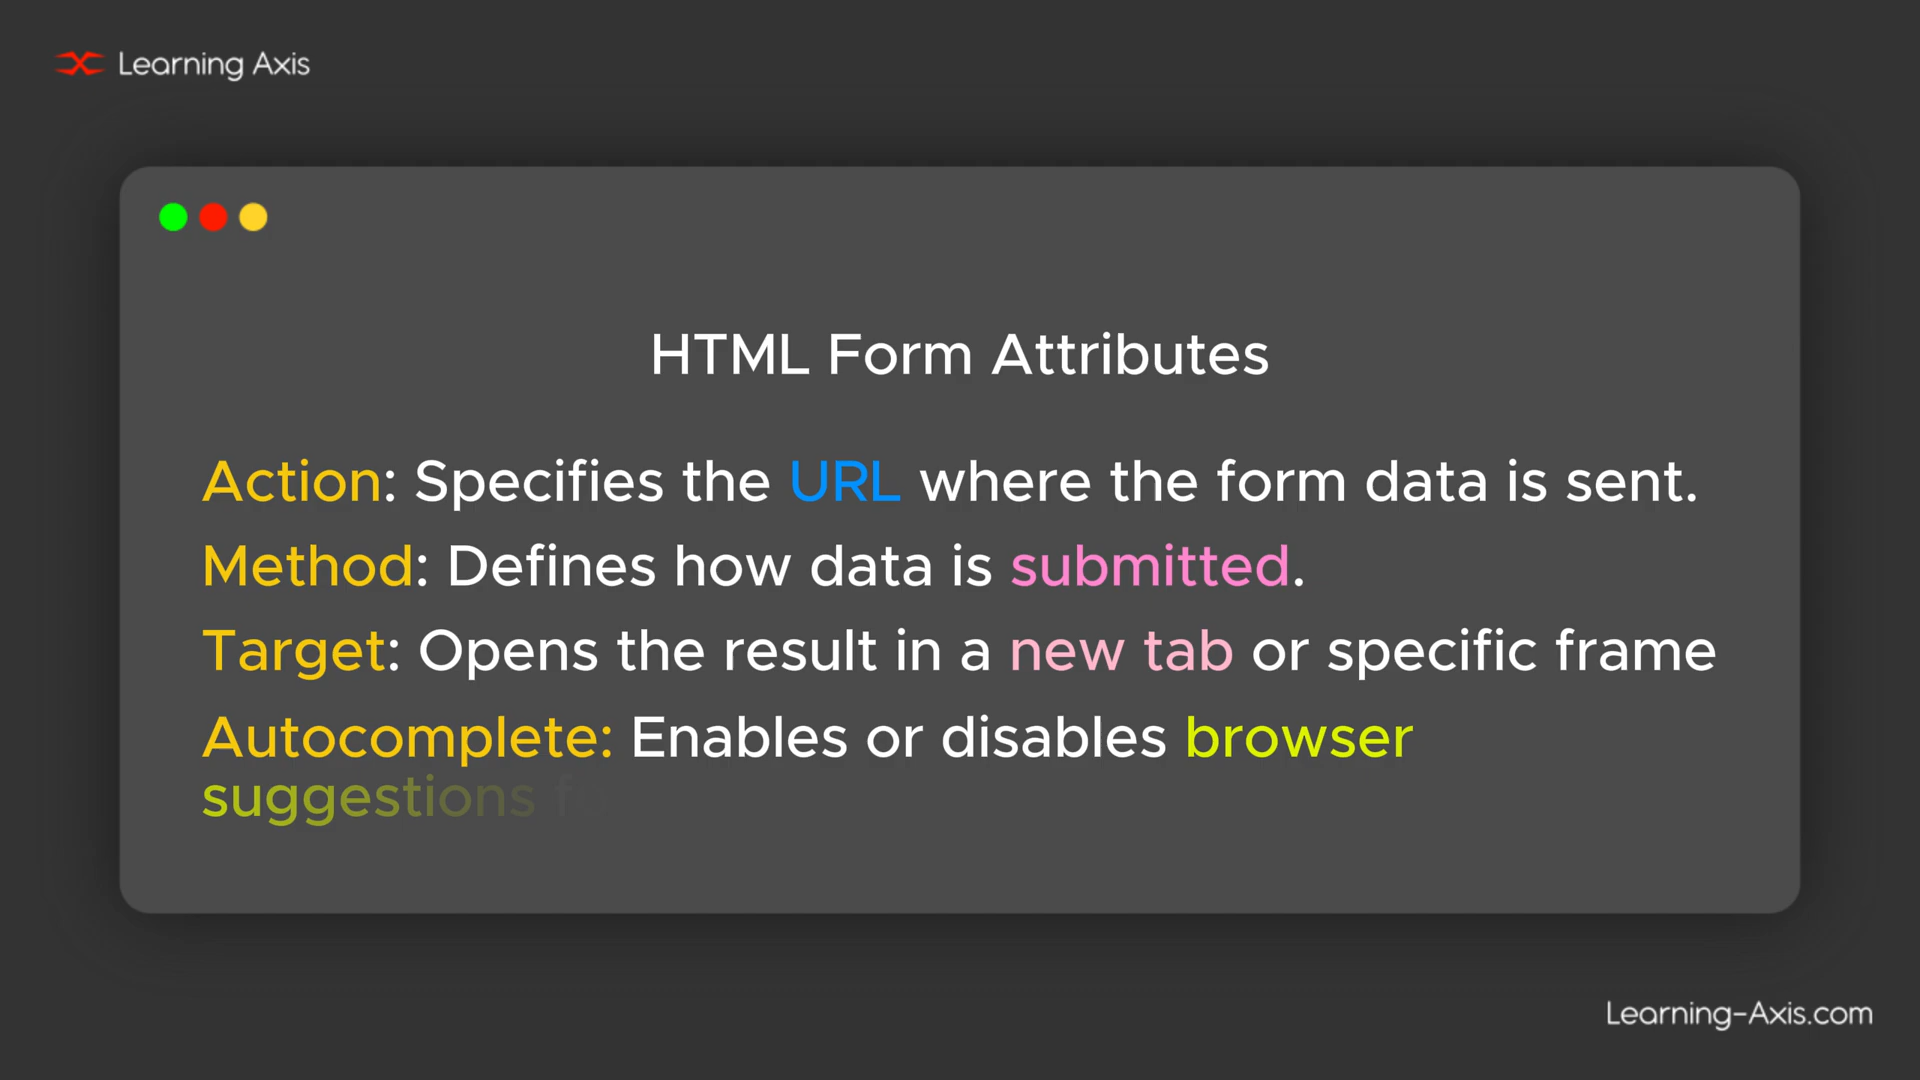 Learning Axis
HTML Form Attributes
Action: Specifies the URL where the form data is sent.
Method: Defines how data is submitted.
Target: Opens the result in a new tab or specific frame
Autocomplete: Enables or disables browser
suggestions
Learning-Axis.com